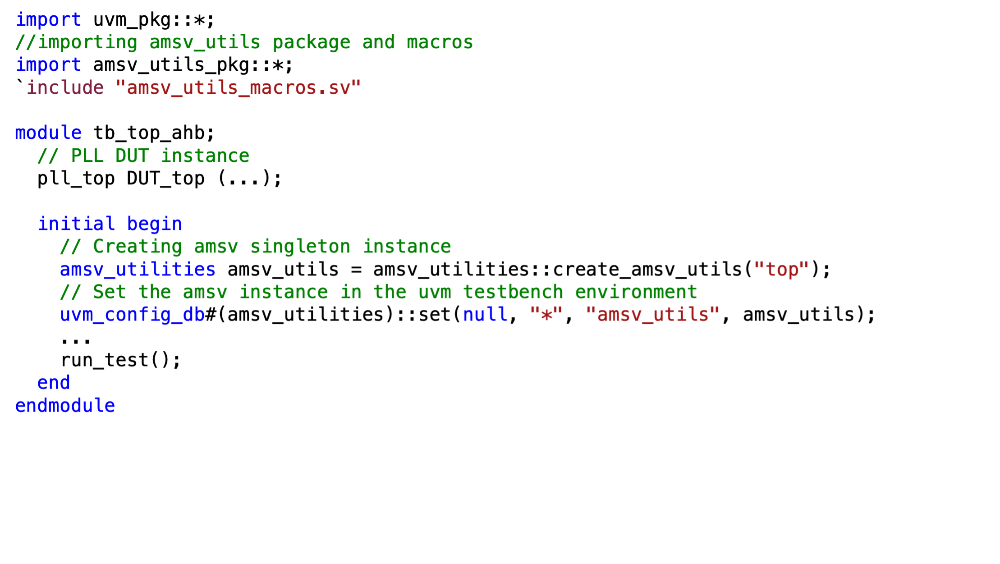 import uvm_pkg::*;
//importing amsv_utils package and macros
import amsv_utils_pkg::*;
`include "amsv_utils_macros.sv"

module tb_top_ahb;
  // PLL DUT instance
  pll_top DUT_top (...);

  initial begin
    // Creating amsv singleton instance
    amsv_utilities amsv_utils = amsv_utilities::create_amsv_utils("top");
    // Set the amsv instance in the uvm testbench environment
    uvm_config_db#(amsv_utilities)::set(null, "*", "amsv_utils", amsv_utils);
    ...
    run_test();
  end
endmodule